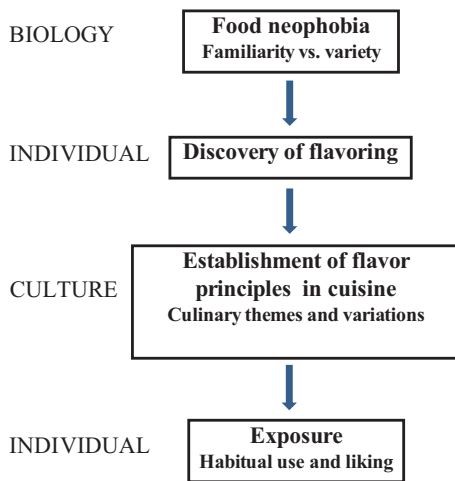 BIOLOGY
Food neophobia
Familiarity vs. variety
INDIVIDUAL
Discovery of flavoring
CULTURE
Establishment of flavor
principles in cuisine
Culinary themes and variations
INDIVIDUAL
Exposure
Habitual use and liking